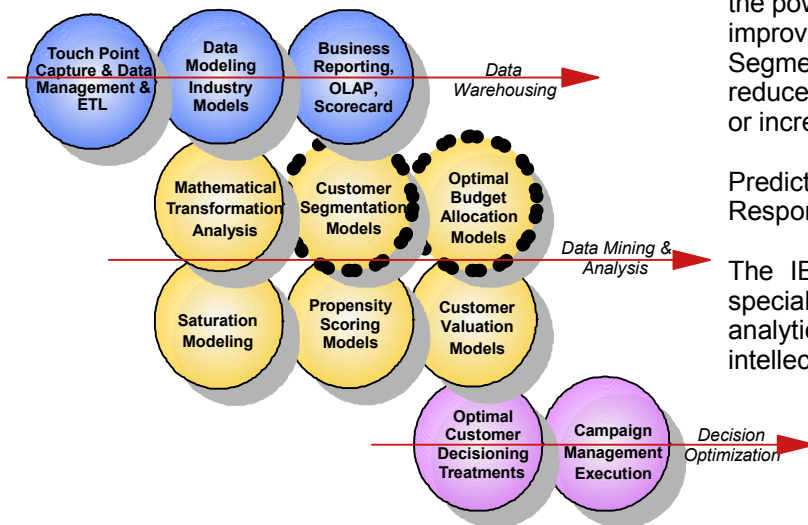 Touch Point
Capture & Data
Management &
ETL
Data
Modeling
Industry
Models
Business
Reporting,
OLAP,
Scorecard
Data
Warehousing
Mathematical
Transformation
Analysis
Customer
Segmentation
Models
Optimal
Budget
Allocation
Models
Data Mining &
Analysis
Saturation
Modeling
Propensity
Scoring
Models
Customer
Valuation
Models
Optimal
Customer
Decisioning
Treatments
Campaign
Management
Execution
Decision
Optimization
improv
Segme
reduce
or incre
Predict
Respor
The IE
special
analytic
intellec